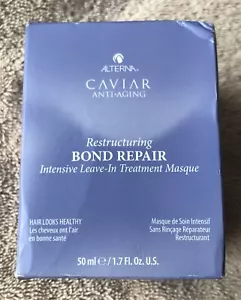 ALTERNA
CAVIAR
ANTI-AGING
Restructuring
BOND REPAIR
Intensive Leave-In Treatment Masque
HAIR LOOKS HEALTHY
Les cheveux ont l'air
en bonne santé
Masque de Soin Intensif
Sans Rinçage Réparateur
Restructurant
50 ml ℮ / 1.7 Fl. oz. U.S.